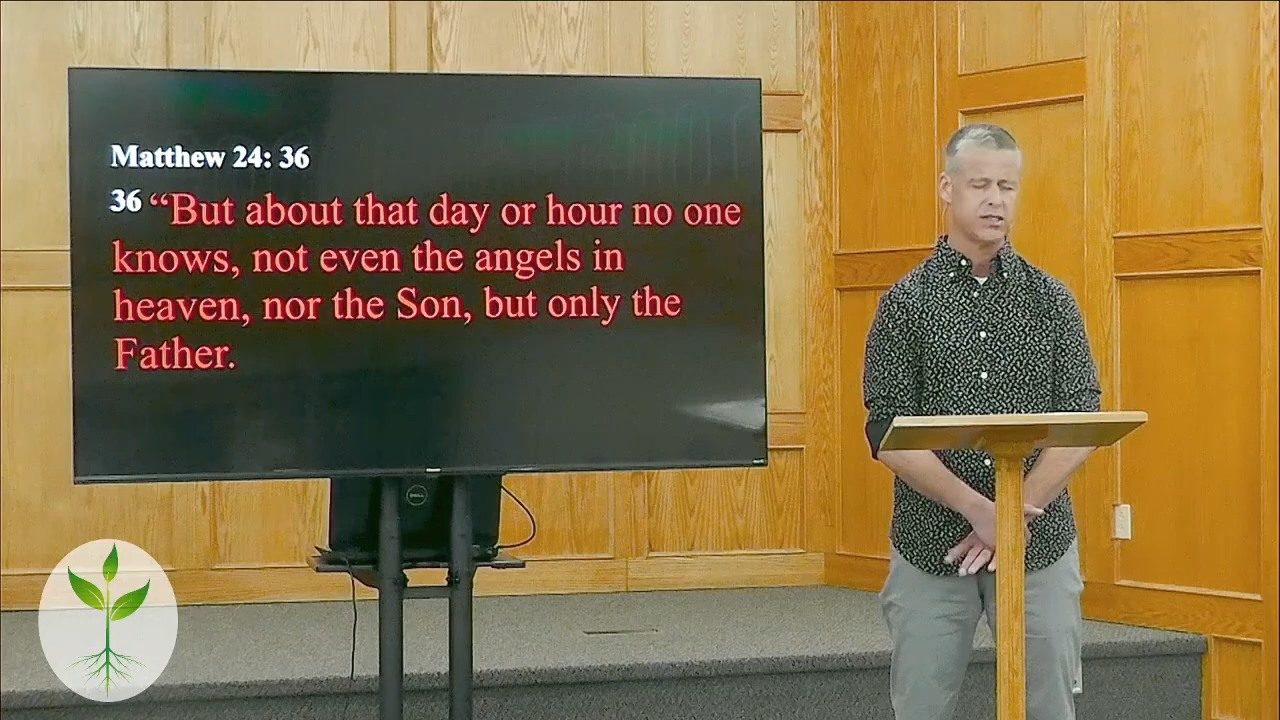 Matthew 24: 36
36 “But about that day or hour no one
knows, not even the angels in
heaven, nor the Son, but only the
Father.
DELL